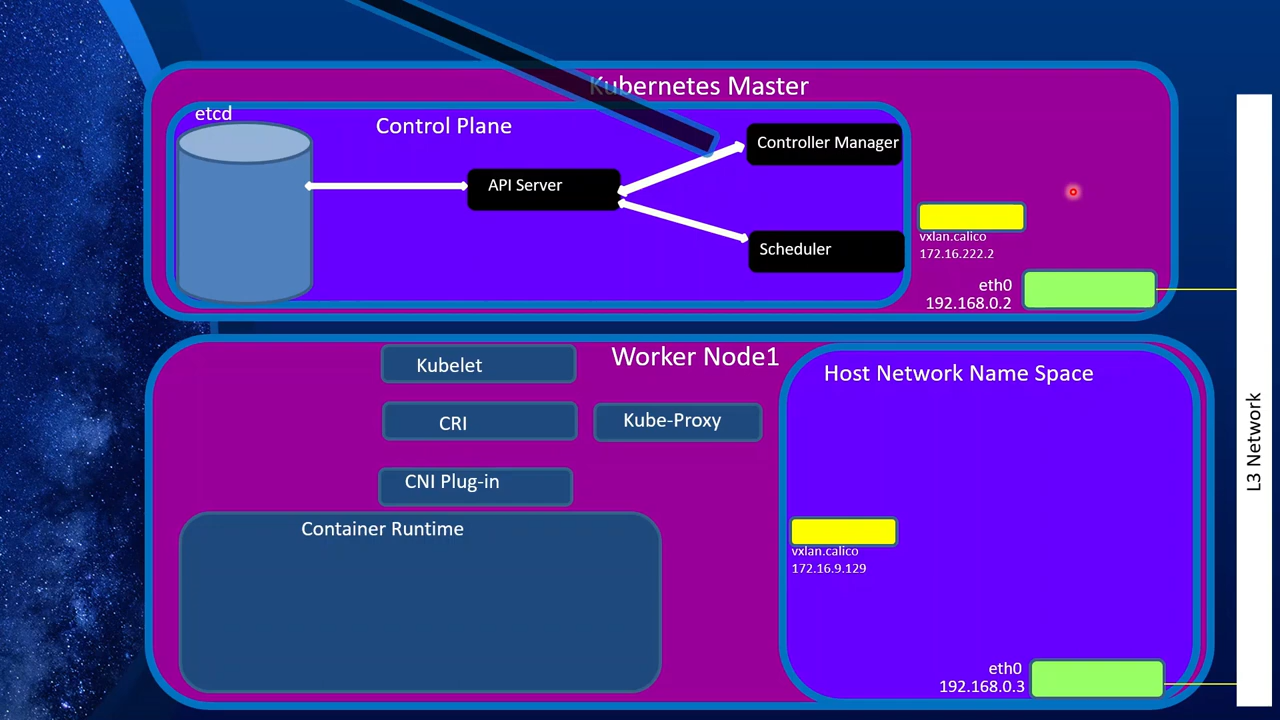 Kubernetes Master
etcd
Control Plane
Controller Manager
API Server
Scheduler
vxlan.calico
172.16.222.2
eth0
192.168.0.2
Worker Node1
Kubelet
CRI
Kube-Proxy
CNI Plug-in
Container Runtime
Host Network Name Space
vxlan.calico
172.16.9.129
eth0
192.168.0.3
L3 Network